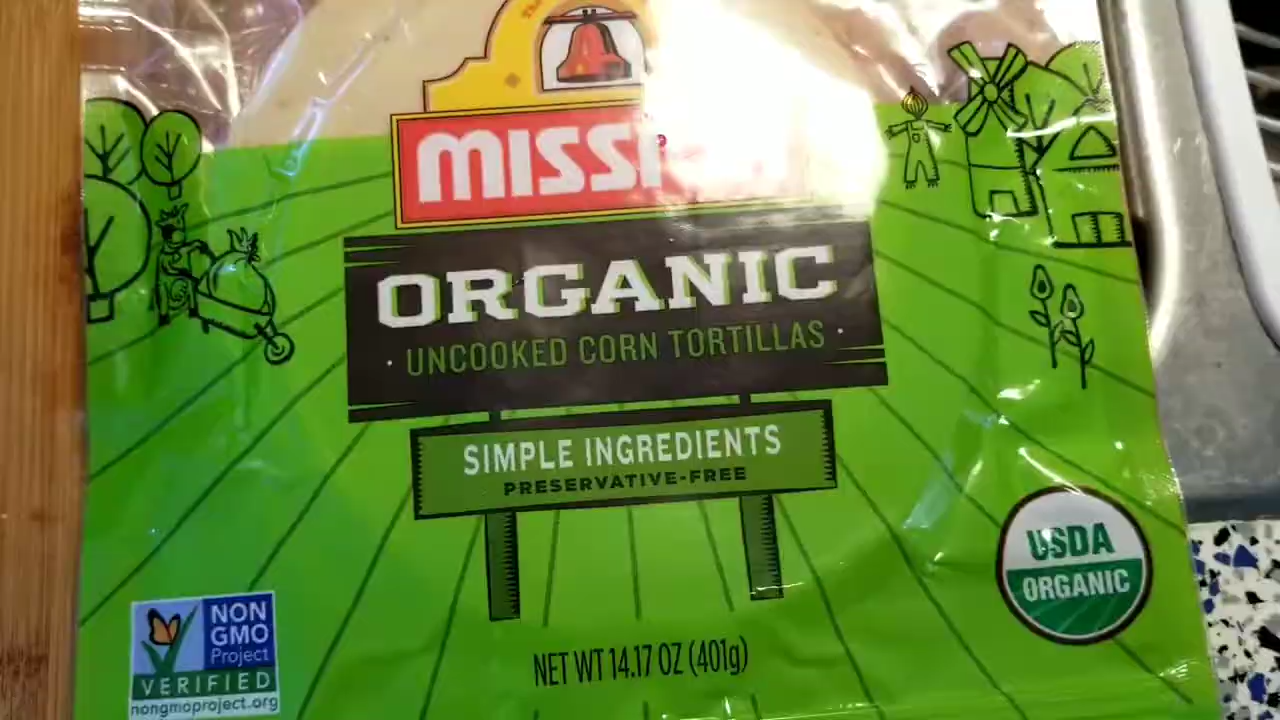 ORGANIC
· UNCOOKED CORN TORTILLAS ·
SIMPLE INGREDIENTS
PRESERVATIVE-FREE
USDA
ORGANIC
NON
GMO
Project
VERIFIED
nongmoproject.org
NET WT 14.17 OZ (401g)